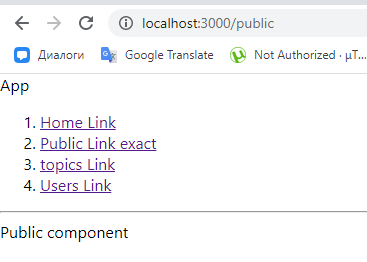 localhost:3000/public
Диалоги Google Translate Not Authorized · µT...
App
1. Home Link
2. Public Link exact
3. topics Link
4. Users Link
Public component